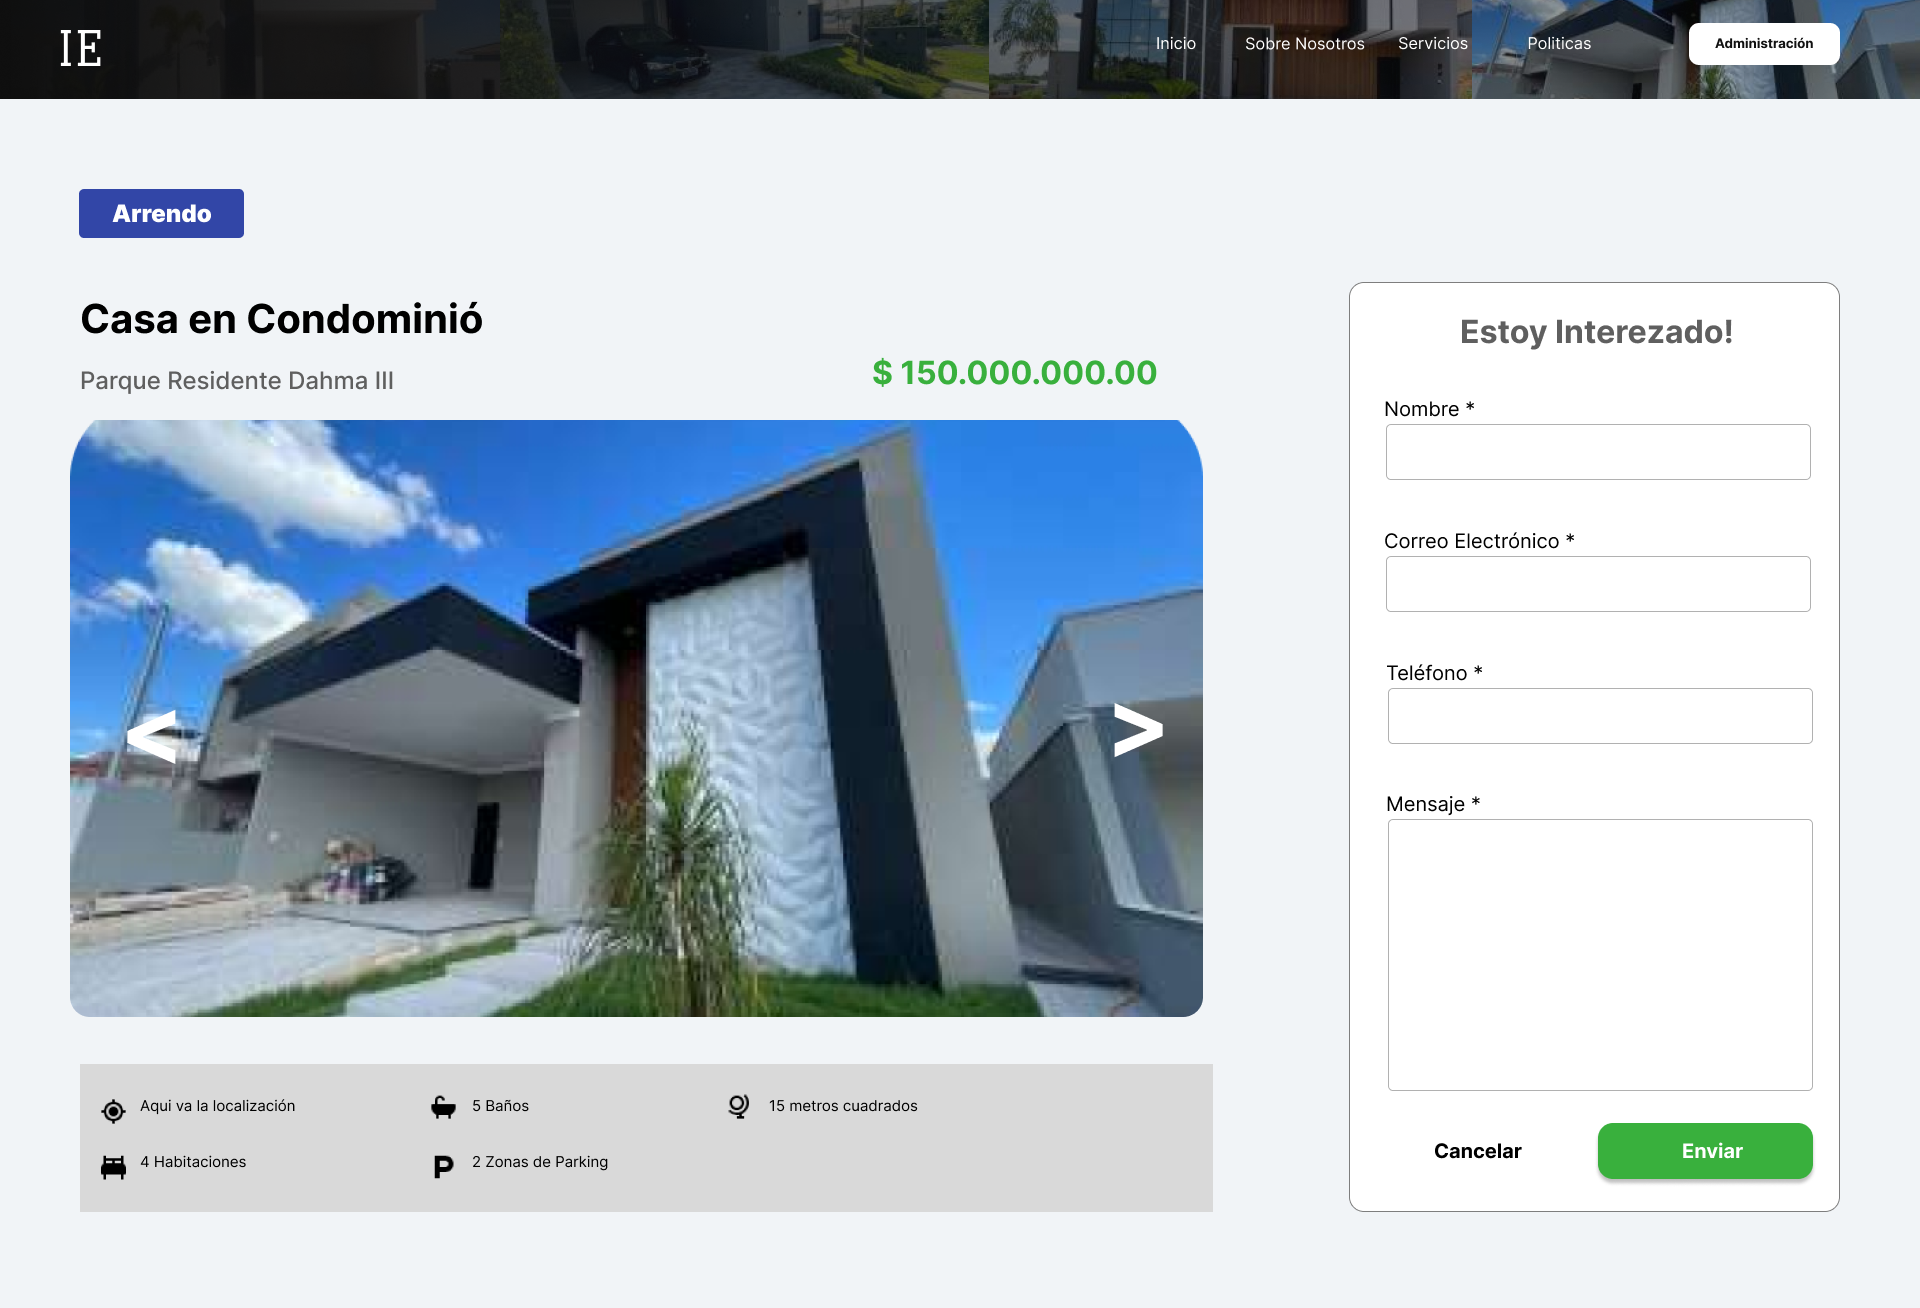 IE
Inicio
Sobre Nosotros
Servicios
Politicas
Administración
Arrendo
Casa en Condominió
Parque Residente Dahma III
$ 150.000.000.00
<
>
Aqui va la localización
5 Baños
15 metros cuadrados
4 Habitaciones
P
2 Zonas de Parking
Estoy Interezado!
Nombre *
Correo Electrónico *
Teléfono *
Mensaje *
Cancelar
Enviar